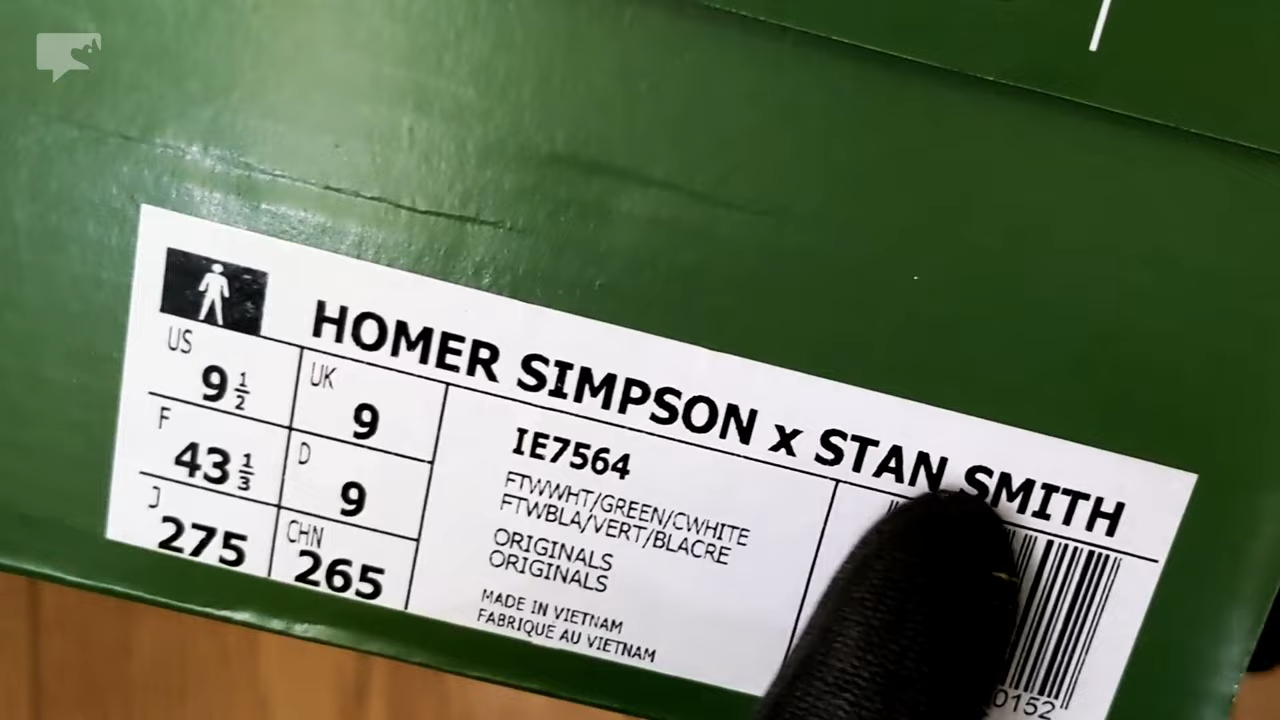 HOMER SIMPSON x STAN SMITH
US 9 1/2
UK 9
F 43 1/3
D 9
J 275
CHN 265
IE7564
FTWWHT/GREEN/CWHITE
FTWBLA/VERT/BLACRE
ORIGINALS
ORIGINALS
MADE IN VIETNAM
FABRIQUE AU VIETNAM
0152